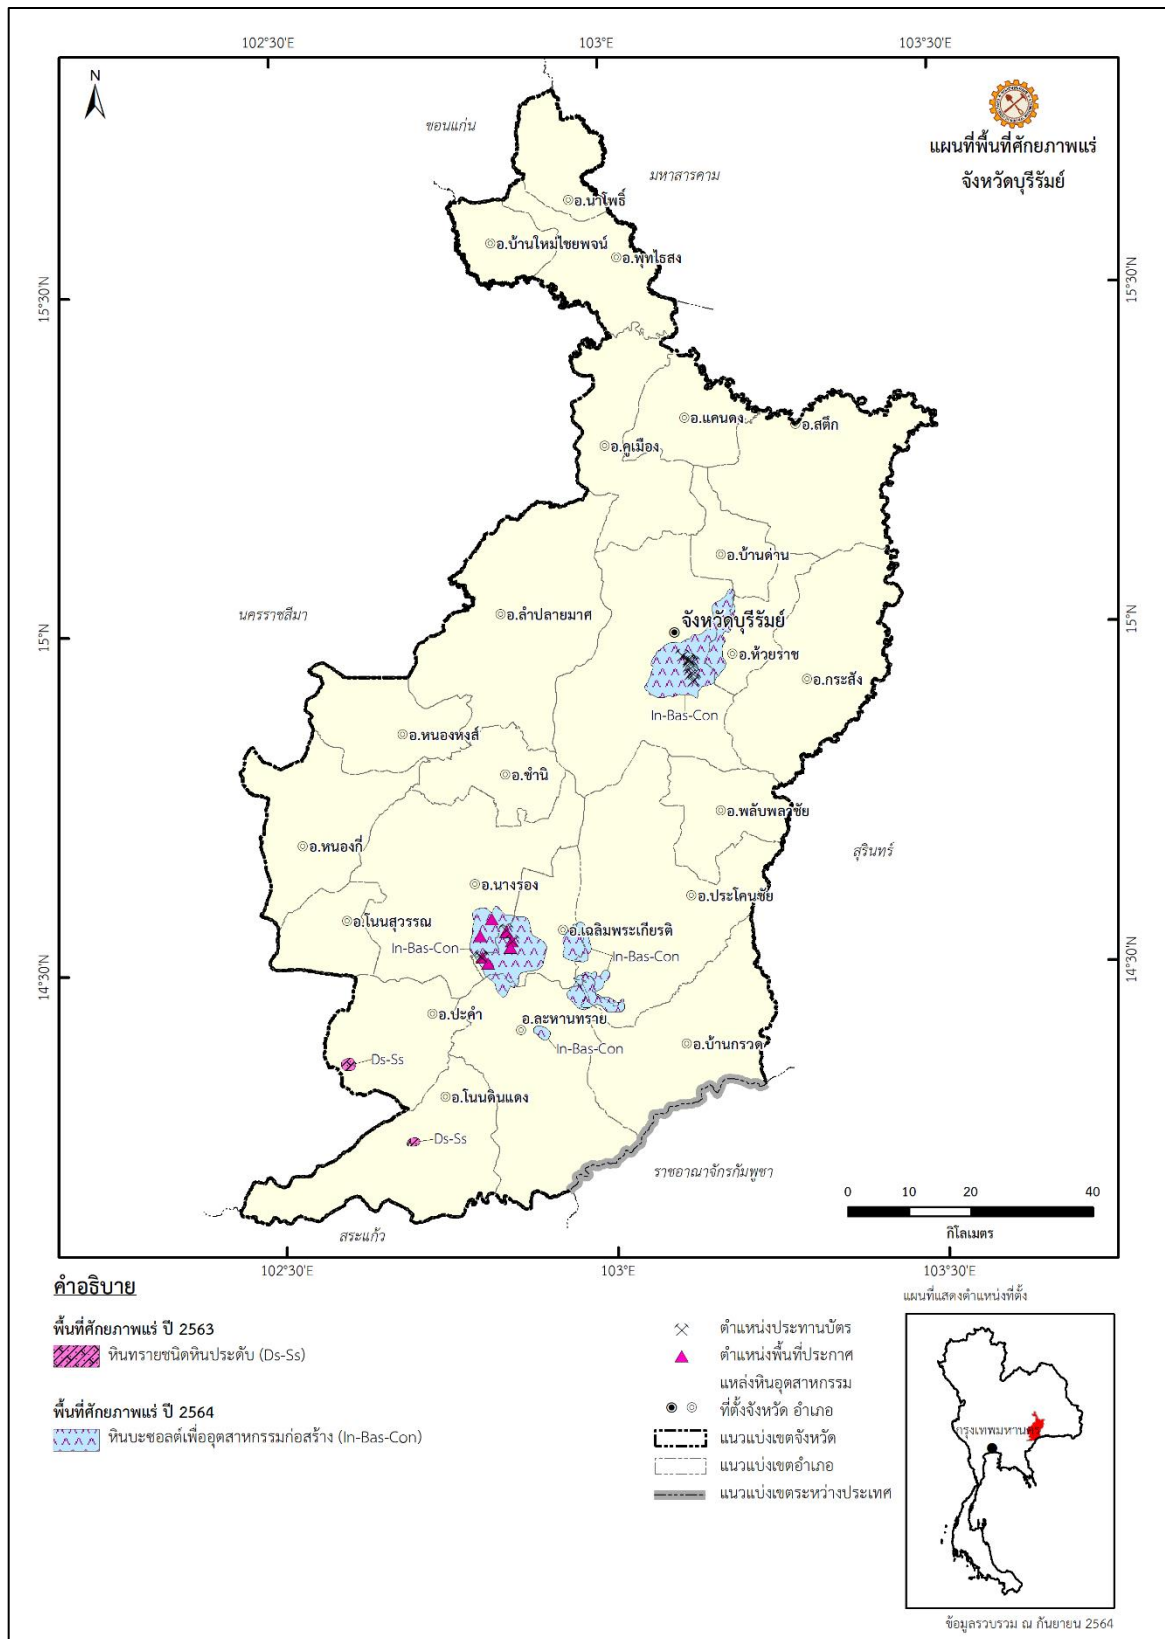 102°30'E
103°E
103°30'E
N
แผนที่พื้นที่ศักยภาพแร่
จังหวัดบุรีรัมย์
ขอนแก่น
มหาสารคาม
อ.นาโพธิ์
อ.บ้านใหม่ไชยพจน์
อ.พุทไธสง
15°30'N
15°30'N
อ.แคนดง
อ.สตึก
อ.คูเมือง
อ.บ้านด่าน
นครราชสีมา
อ.ลำปลายมาศ
จังหวัดบุรีรัมย์
15°N
15°N
อ.ห้วยราช
อ.กระสัง
In-Bas-Con
อ.หนองหงส์
อ.ชำนิ
อ.พลับพลาชัย
อ.หนองกี่
สุรินทร์
อ.นางรอง
อ.ประโคนชัย
อ.โนนสุวรรณ
อ.เฉลิมพระเกียรติ
In-Bas-Con
In-Bas-Con
14°30'N
14°30'N
อ.ปะคำ
อ.ละหานทราย
In-Bas-Con
อ.บ้านกรวด
Ds-Ss
อ.โนนดินแดง
Ds-Ss
ราชอาณาจักรกัมพูชา
สระแก้ว
0 10 20 40
กิโลเมตร
102°30'E
103°E
103°30'E
คำอธิบาย
พื้นที่ศักยภาพแร่ ปี 2563
หินทรายชนิดหินประดับ (Ds-Ss)
พื้นที่ศักยภาพแร่ ปี 2564
หินบะซอลต์เพื่ออุตสาหกรรมก่อสร้าง (In-Bas-Con)
ตำแหน่งประทานบัตร
ตำแหน่งพื้นที่ประกาศ
แหล่งหินอุตสาหกรรม
ที่ตั้งจังหวัด อำเภอ
แนวแบ่งเขตจังหวัด
แนวแบ่งเขตอำเภอ
แนวแบ่งเขตระหว่างประเทศ
แผนที่แสดงตำแหน่งที่ตั้ง
กรุงเทพมหานคร
ข้อมูลรวบรวม ณ กันยายน 2564